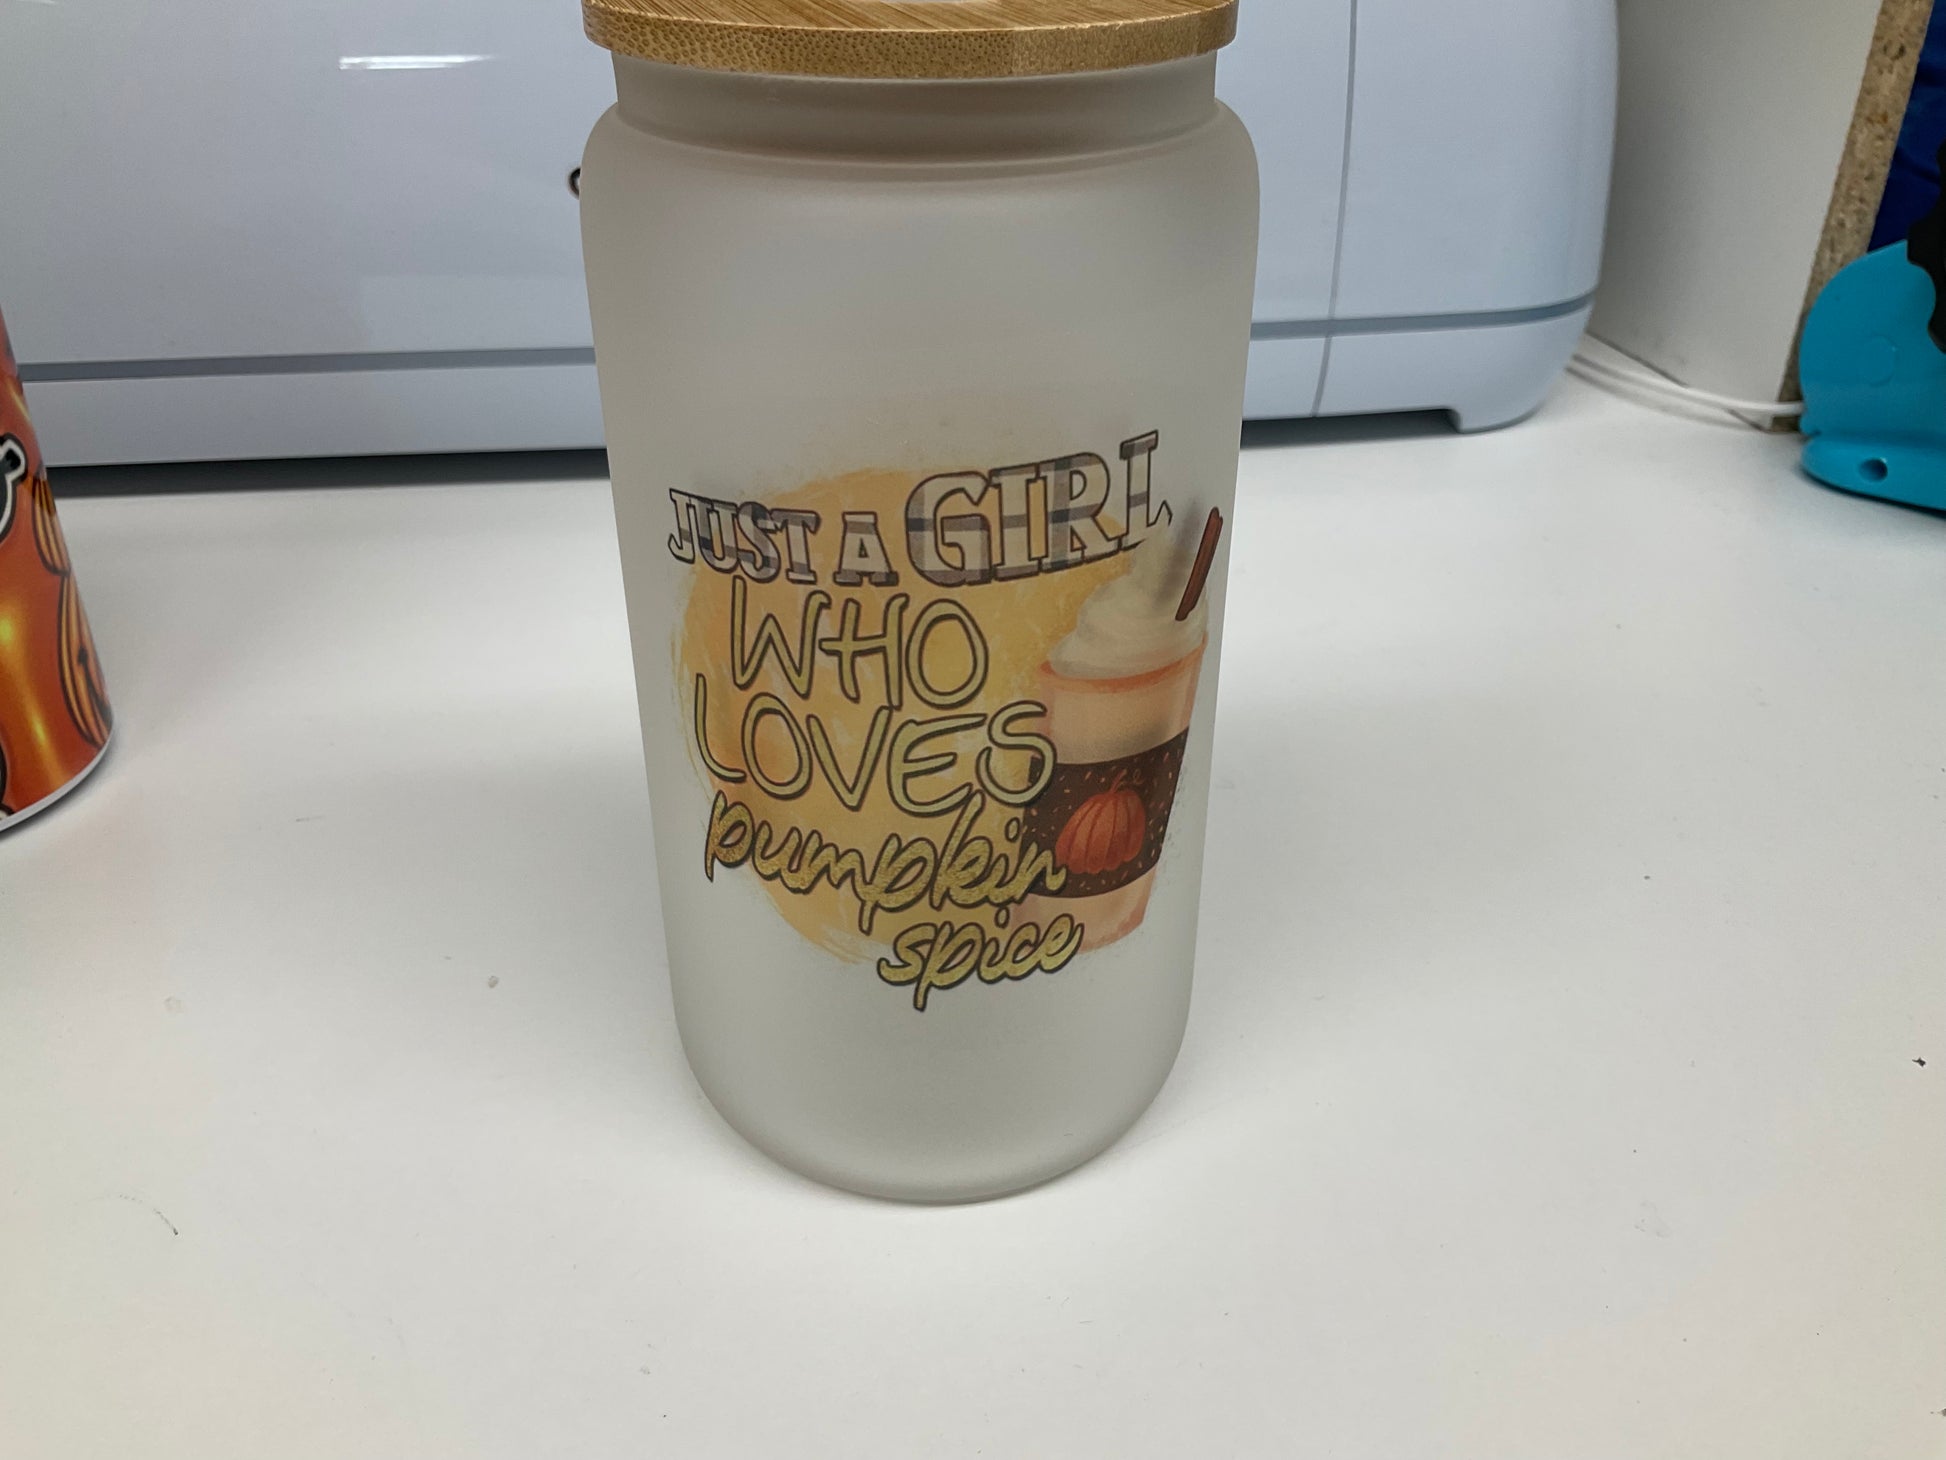 JUST A GIRL
WHO
LOVES
pumpkin
spice